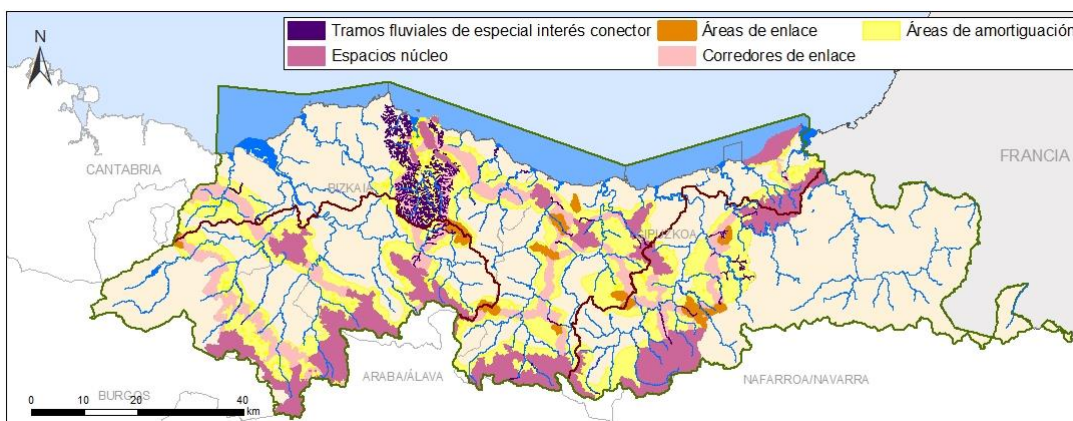 N
Tramos fluviales de especial interés conector
Áreas de enlace
Áreas de amortiguación
Espacios núcleo
Corredores de enlace
CANTABRIA
BIZKAIA
GIPUZKOA
FRANCIA
ARABA/ÁLAVA
NAFARROA/NAVARRA
BURGOS
0 10 20 40
km